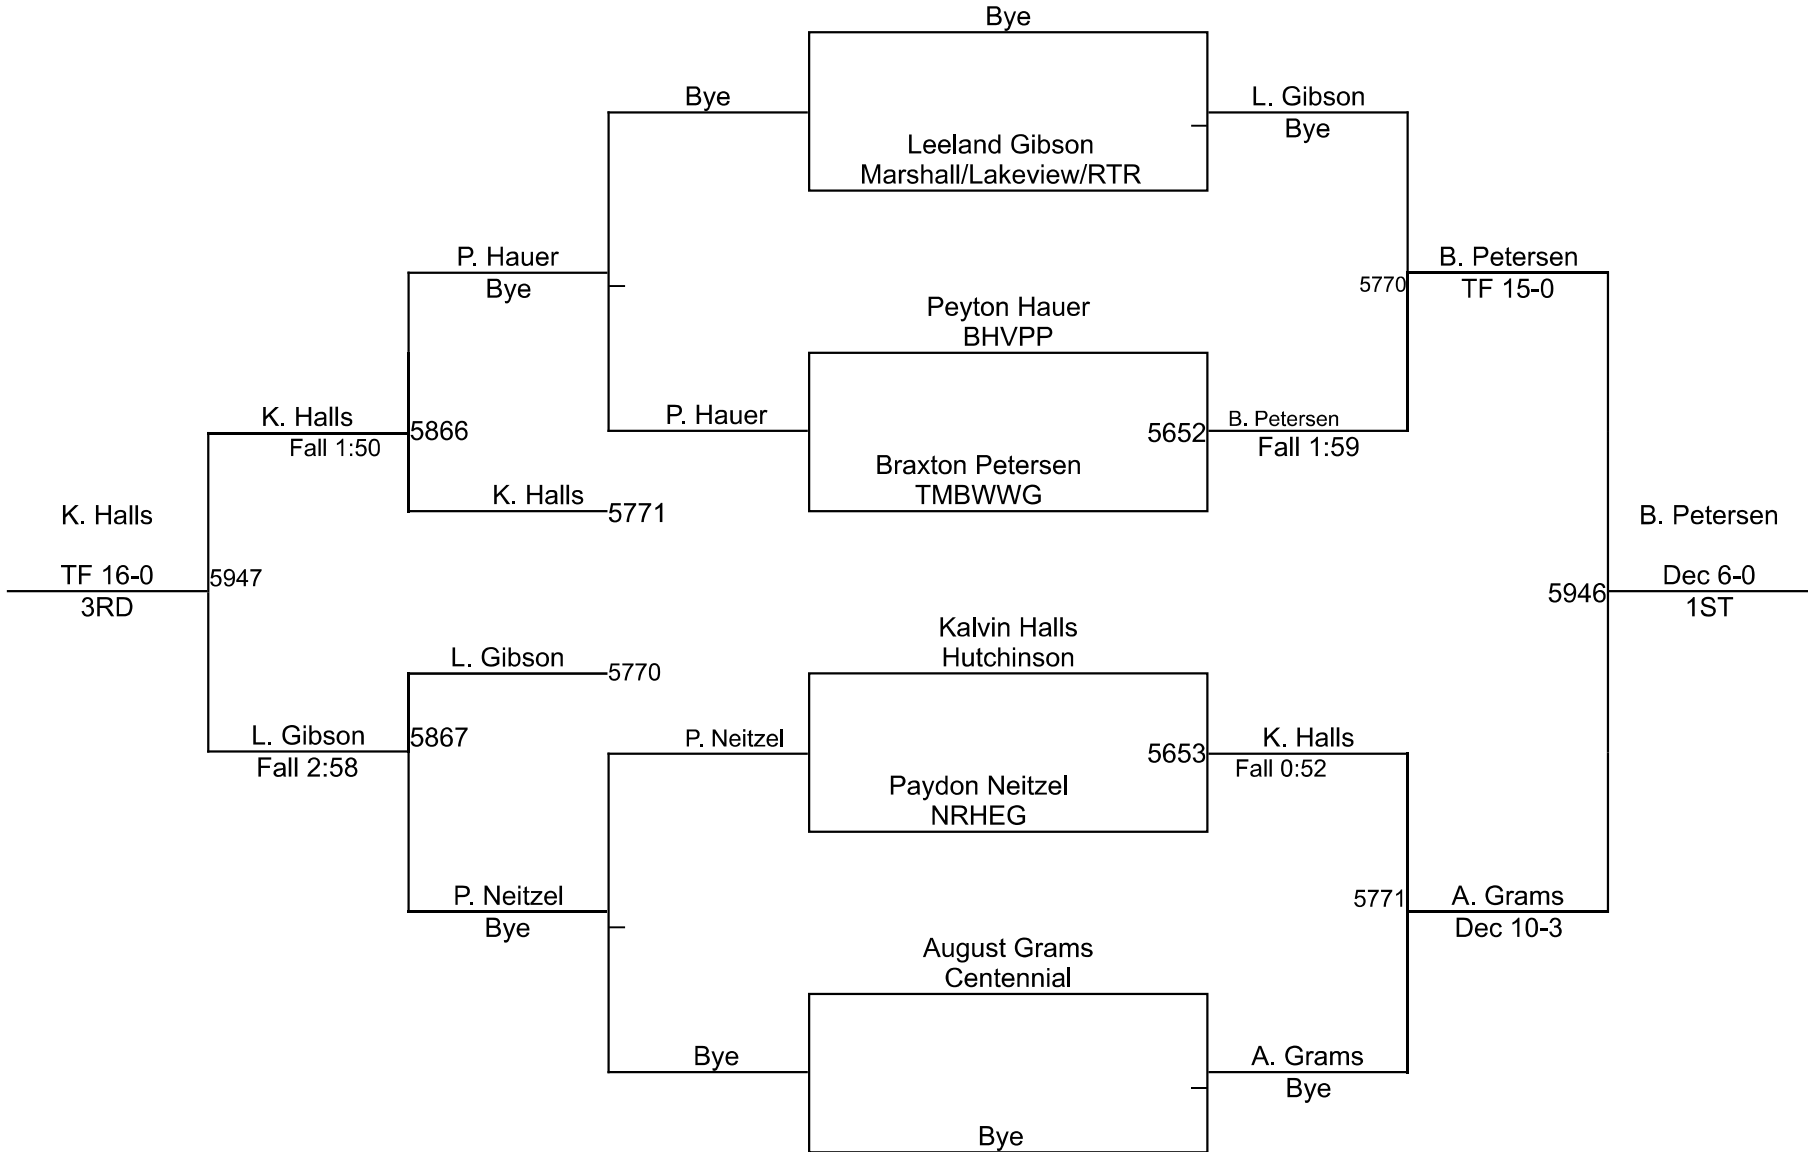 Bye
Bye
L. Gibson
Bye
Leeland Gibson
Marshall/Lakeview/RTR
P. Hauer
Bye
B. Petersen
TF 15-0
5770
Peyton Hauer
BHVPP
K. Halls
Fall 1:50
5866
P. Hauer
5652
B. Petersen
Fall 1:59
Braxton Petersen
TMBWWG
K. Halls
5771
K. Halls
TF 16-0
3RD
5947
B. Petersen
Dec 6-0
1ST
5946
Kalvin Halls
Hutchinson
L. Gibson
5770
L. Gibson
Fall 2:58
5867
P. Neitzel
5653
K. Halls
Fall 0:52
Paydon Neitzel
NRHEG
P. Neitzel
Bye
5771
A. Grams
Dec 10-3
August Grams
Centennial
Bye
A. Grams
Bye
Bye